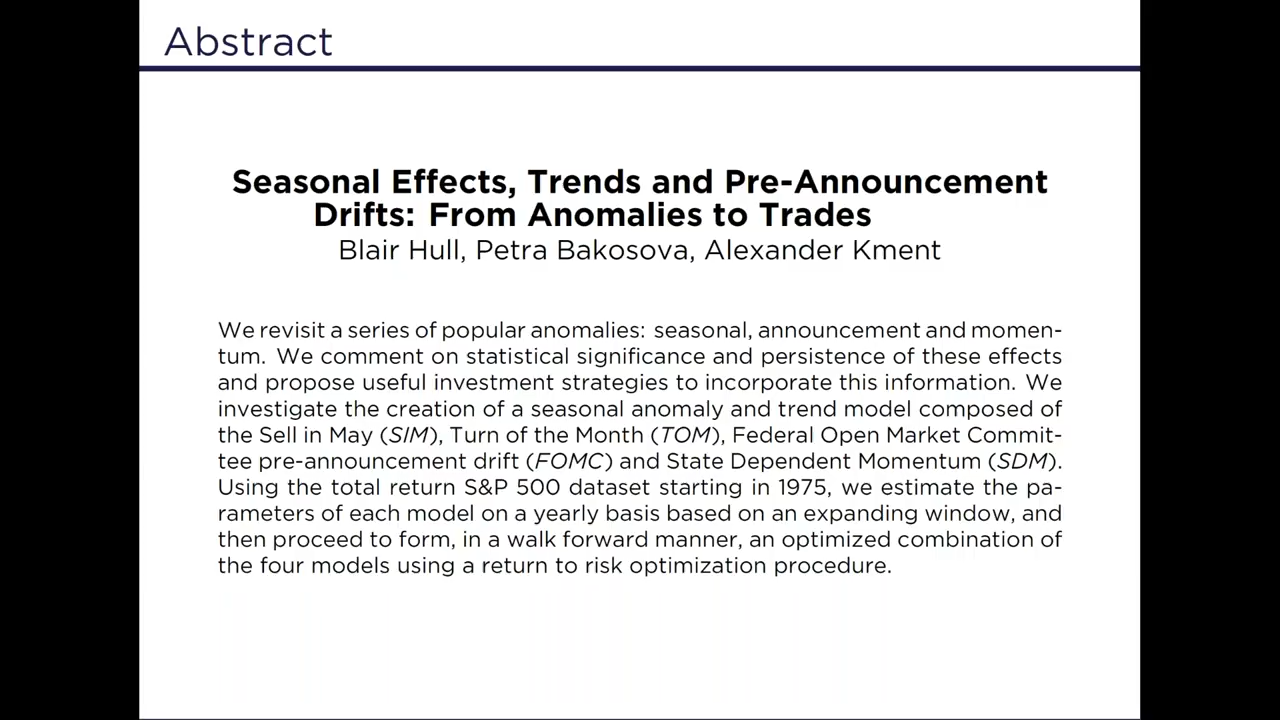 Abstract
Seasonal Effects, Trends and Pre-Announcement
Drifts: From Anomalies to Trades
Blair Hull, Petra Bakosova, Alexander Kment
We revisit a series of popular anomalies: seasonal, announcement and momen-
tum. We comment on statistical significance and persistence of these effects
and propose useful investment strategies to incorporate this information. We
investigate the creation of a seasonal anomaly and trend model composed of
the Sell in May (SIM), Turn of the Month (TOM), Federal Open Market Commit-
tee pre-announcement drift (FOMC) and State Dependent Momentum (SDM).
Using the total return S&P 500 dataset starting in 1975, we estimate the pa-
rameters of each model on a yearly basis based on an expanding window, and
then proceed to form, in a walk forward manner, an optimized combination of
the four models using a return to risk optimization procedure.